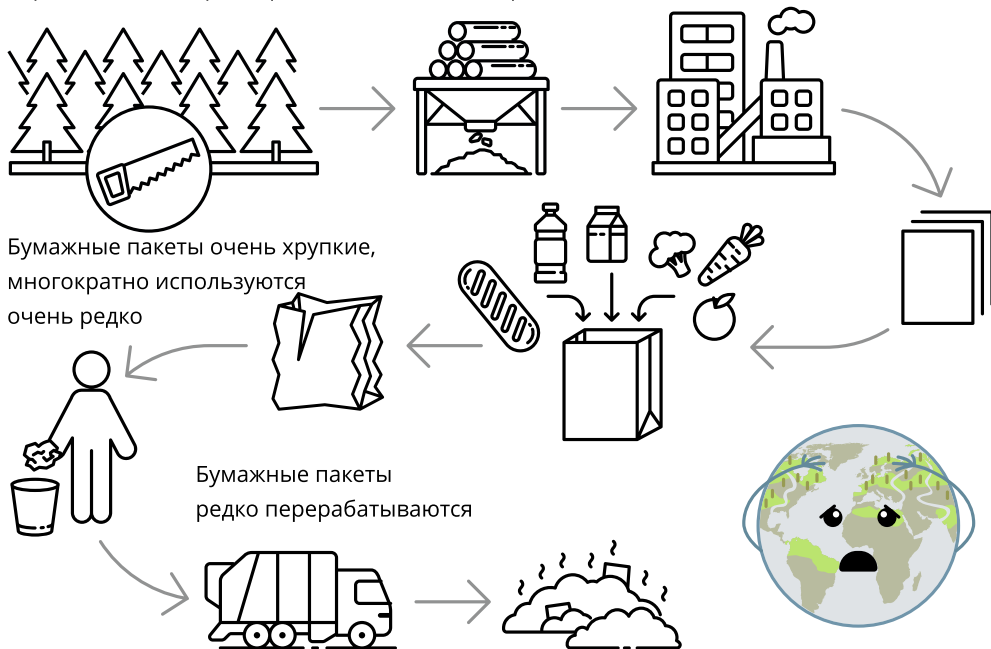 Бумажные пакеты очень хрупкие,
многократно используются
очень редко
Бумажные пакеты
редко перерабатываются